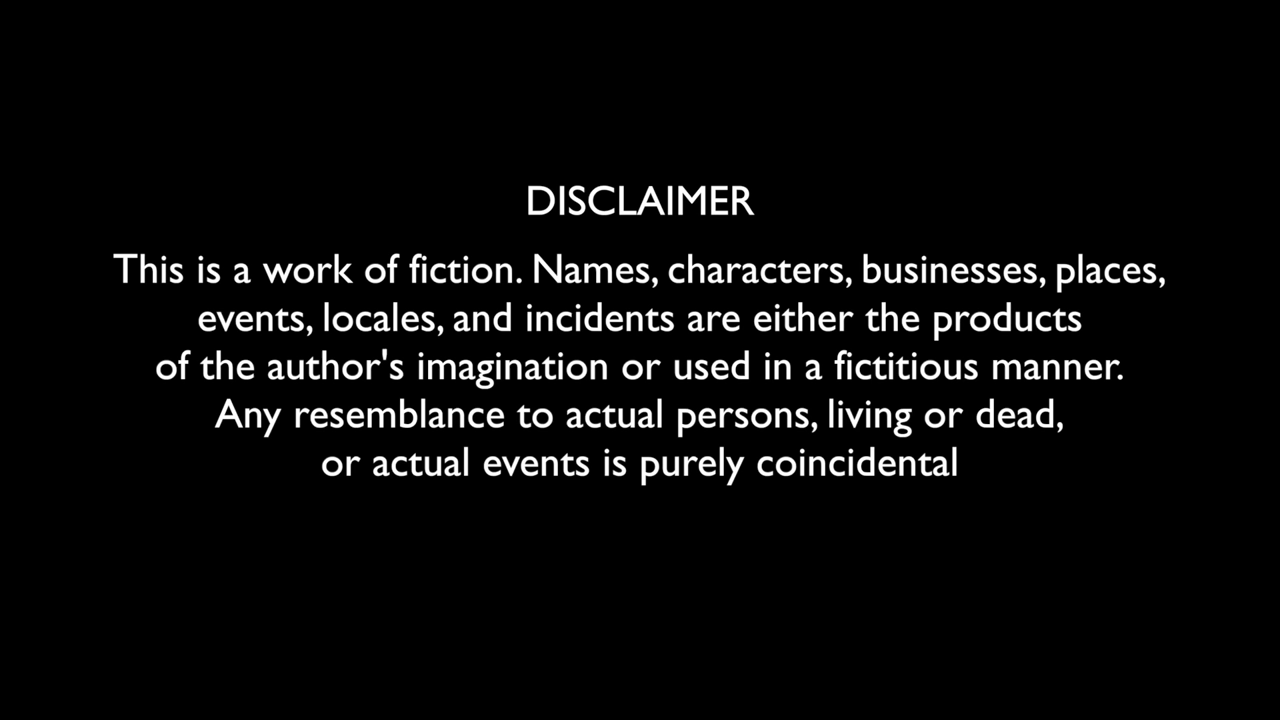 DISCLAIMER
This is a work of fiction. Names, characters, businesses, places,
events, locales, and incidents are either the products
of the author's imagination or used in a fictitious manner.
Any resemblance to actual persons, living or dead,
or actual events is purely coincidental